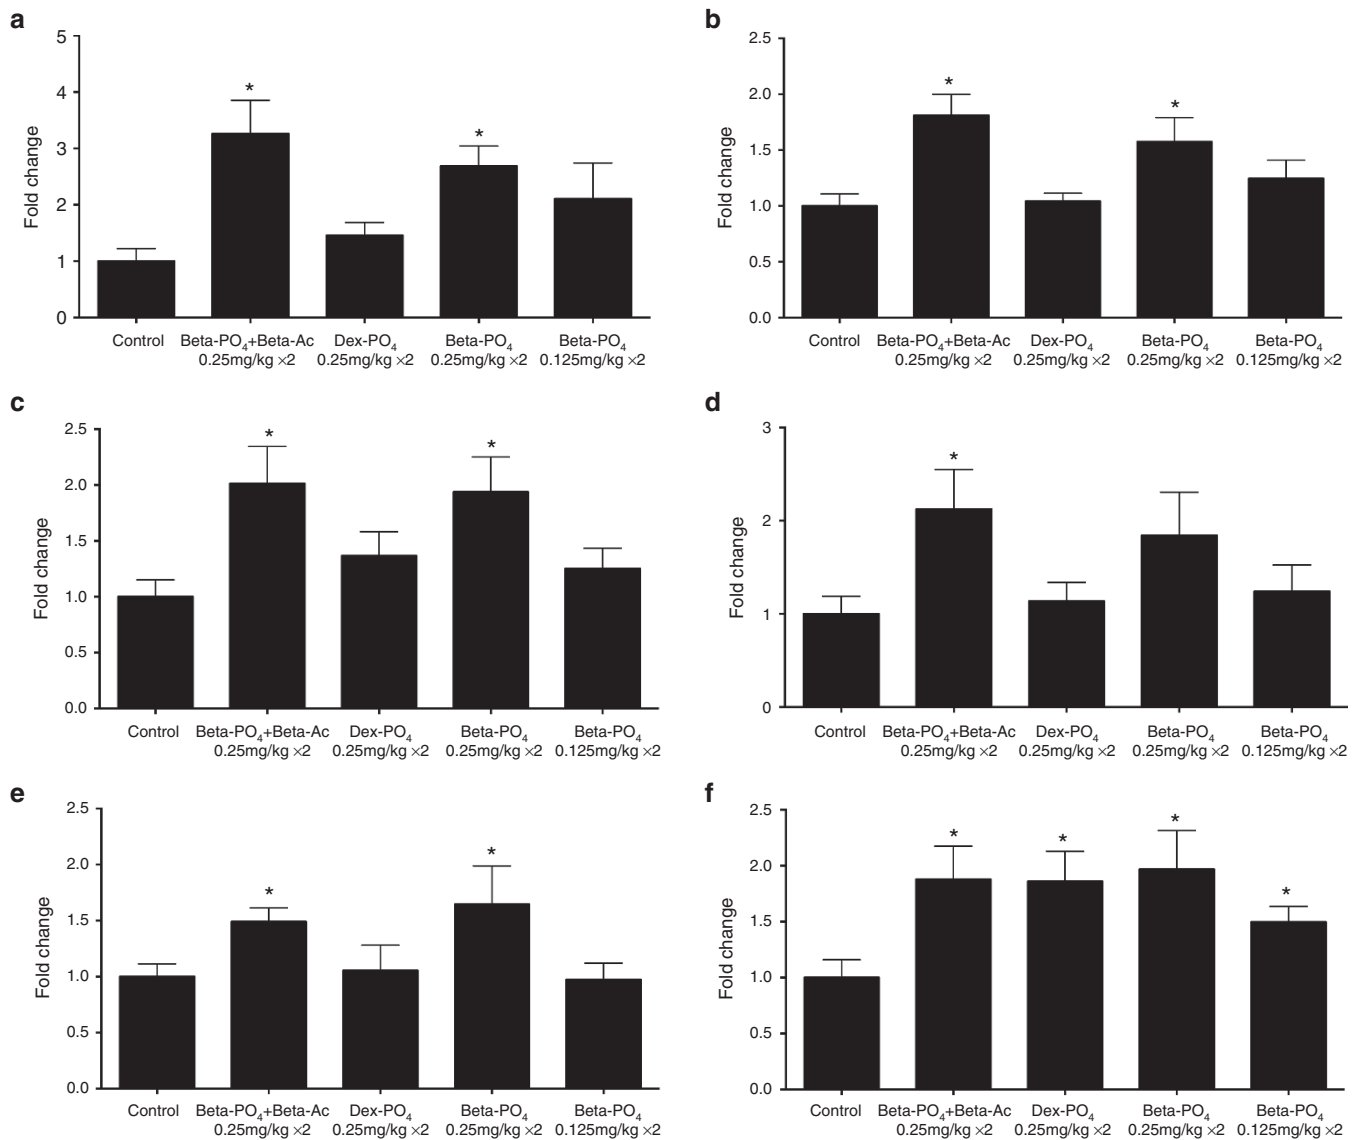 a
5
4
3
2
1
0
Fold change
*
*
Control Beta-PO₄+Beta-Ac Dex-PO₄ Beta-PO₄ Beta-PO₄
0.25mg/kg ×2 0.25mg/kg ×2 0.25mg/kg ×2 0.125mg/kg ×2
b
2.5
2.0
1.5
1.0
0.5
0.0
Fold change
*
*
Control Beta-PO₄+Beta-Ac Dex-PO₄ Beta-PO₄ Beta-PO₄
0.25mg/kg ×2 0.25mg/kg ×2 0.25mg/kg ×2 0.125mg/kg ×2
c
2.5
2.0
1.5
1.0
0.5
0.0
Fold change
*
*
Control Beta-PO₄+Beta-Ac Dex-PO₄ Beta-PO₄ Beta-PO₄
0.25mg/kg ×2 0.25mg/kg ×2 0.25mg/kg ×2 0.125mg/kg ×2
d
3
2
1
0
Fold change
*
Control Beta-PO₄+Beta-Ac Dex-PO₄ Beta-PO₄ Beta-PO₄
0.25mg/kg ×2 0.25mg/kg ×2 0.25mg/kg ×2 0.125mg/kg ×2
e
2.5
2.0
1.5
1.0
0.5
0.0
Fold change
*
*
Control Beta-PO₄+Beta-Ac Dex-PO₄ Beta-PO₄ Beta-PO₄
0.25mg/kg ×2 0.25mg/kg ×2 0.25mg/kg ×2 0.125mg/kg ×2
f
2.5
2.0
1.5
1.0
0.5
0.0
Fold change
*
*
*
*
Control Beta-PO₄+Beta-Ac Dex-PO₄ Beta-PO₄ Beta-PO₄
0.25mg/kg ×2 0.25mg/kg ×2 0.25mg/kg ×2 0.125mg/kg ×2